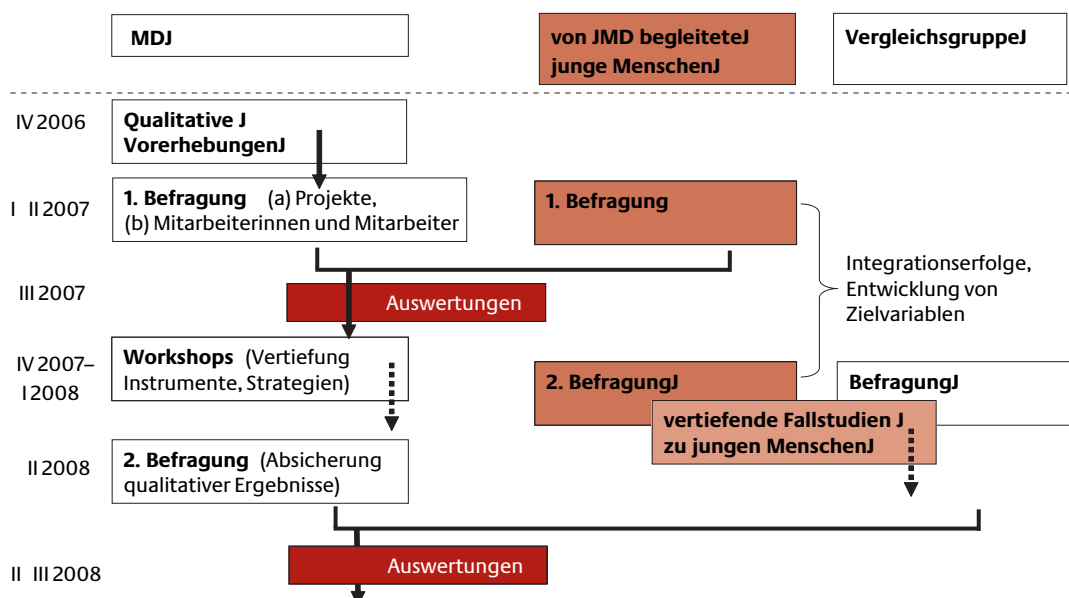 MDJ
von JMD begleiteteJ
junge MenschenJ
VergleichsgruppeJ
IV 2006
Qualitative J
VorerhebungenJ
I II 2007
1. Befragung (a) Projekte,
(b) Mitarbeiterinnen und Mitarbeiter
1. Befragung
Integrationserfolge,
Entwicklung von
Zielvariablen
III 2007
Auswertungen
IV 2007–
I 2008
Workshops (Vertiefung
Instrumente, Strategien)
2. BefragungJ
BefragungJ
vertiefende Fallstudien J
zu jungen MenschenJ
II 2008
2. Befragung (Absicherung
qualitativer Ergebnisse)
II III 2008
Auswertungen